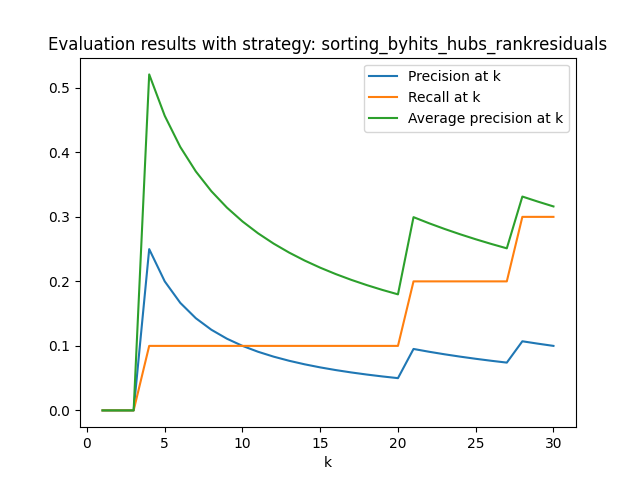 Evaluation results with strategy: sorting_byhits_hubs_rankresiduals
Precision at k
Recall at k
Average precision at k
0.5
0.4
0.3
0.2
0.1
0.0
0 5 10 15 20 25 30
k